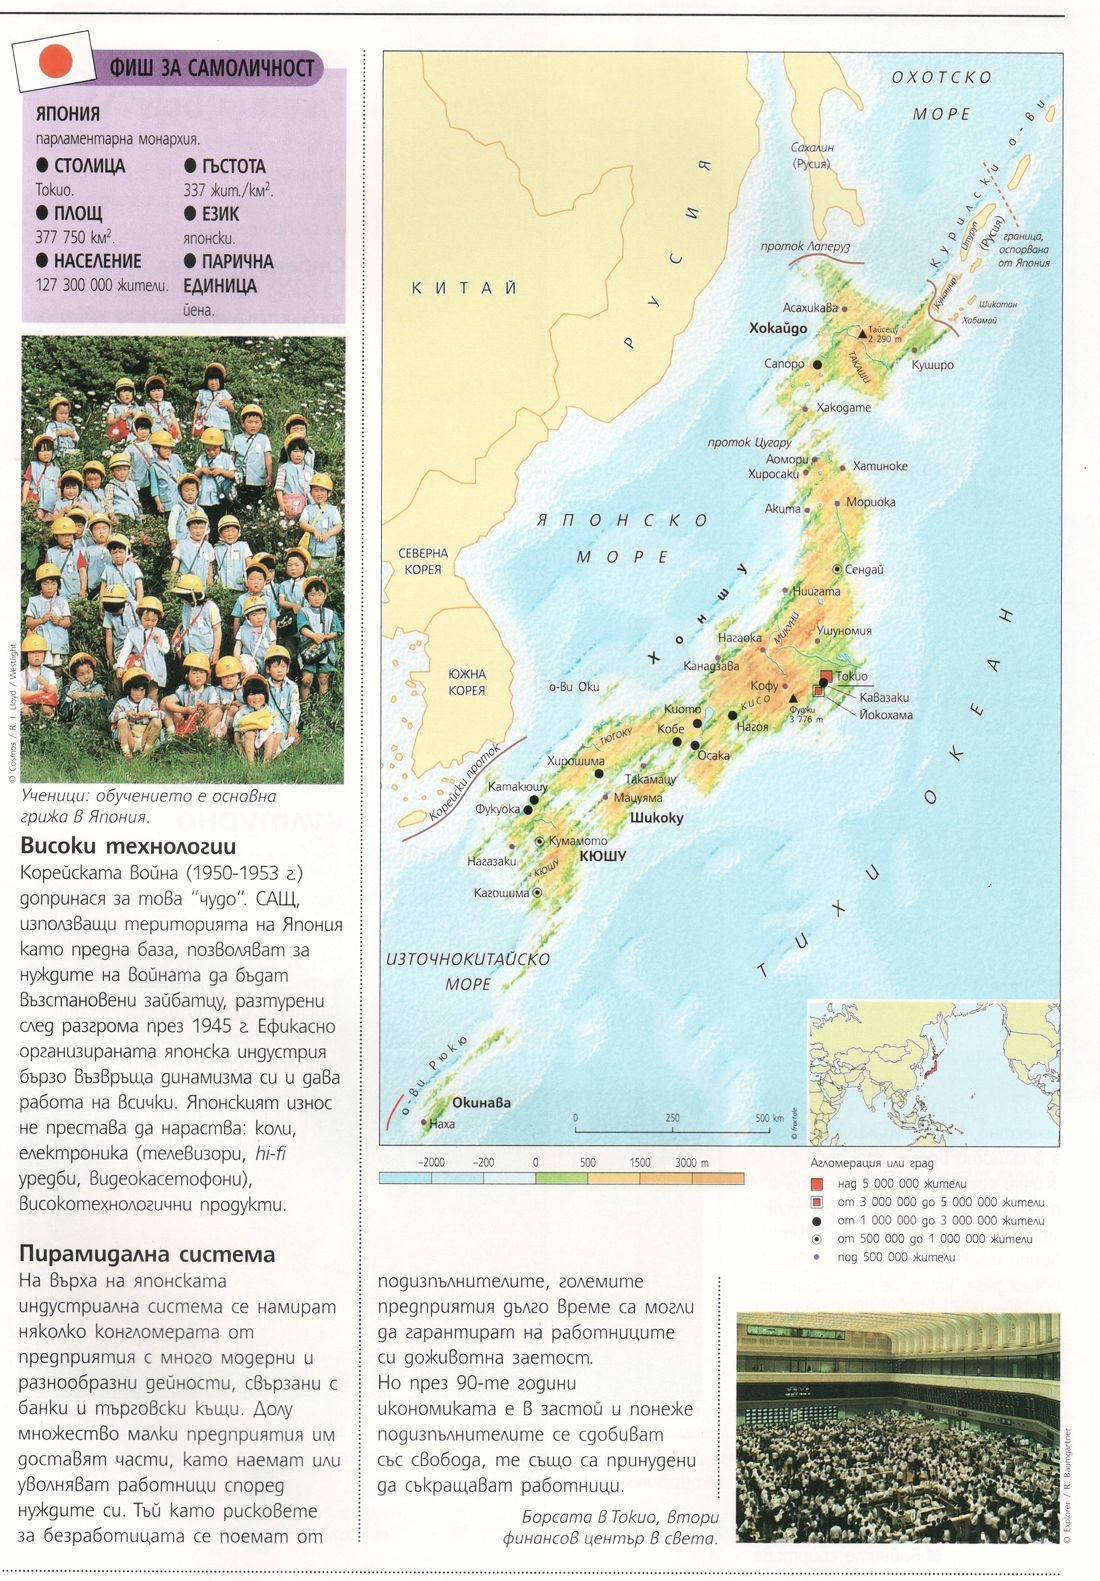 ФИШ ЗА САМОЛИЧНОСТ
ЯПОНИЯ
парламентарна монархия.
● СТОЛИЦА
Токио.
● ПЛОЩ
377 750 км².
● НАСЕЛЕНИЕ
127 300 000 жители.
● ГЪСТОТА
337 жит./км².
● ЕЗИК
японски.
● ПАРИЧНА
ЕДИНИЦА
йена.
© Cosmos / R. I. Lloyd / Westlight
Ученици: обучението е основна
грижа в Япония.
Високи технологии
Корейската война (1950-1953 г.)
допринася за това “чудо”. САЩ,
използващи територията на Япония
като предна база, позволяват за
нуждите на войната да бъдат
възстановени зайбатцу, разтурени
след разгрома през 1945 г. Ефикасно
организираната японска индустрия
бързо възвръща динамизма си и дава
работа на всички. Японският износ
не престава да нараства: коли,
електроника (телевизори, hi-fi
уредби, видеокасетофони),
високотехнологични продукти.
Пирамидална система
На върха на японската
индустриална система се намират
няколко конгломерата от
предприятия с много модерни и
разнообразни дейности, свързани с
банки и търговски къщи. Долу
множество малки предприятия им
доставят части, като наемат или
уволняват работници според
нуждите си. Тъй като рисковете
за безработицата се поемат от
подизпълнителите, големите
предприятия дълго време са могли
да гарантират на работниците
си доживотна заетост.
Но през 90-те години
икономиката е в застой и понеже
подизпълнителите се сдобиват
със свобода, те също са принудени
да съкращават работници.
Борсата в Токио, втори
финансов център в света.
© Explorer / R. Baumgartner
ОХОТСКО
МОРЕ
Сахалин
(Русия)
РУСИЯ
КИТАЙ
проток Лаперуз
Курилски о-ви
(Русия)
Итуруп
Кунашир
граница,
оспорвана
от Япония
Шикотан
Хабомай
Асахикава
Хокайдо
Тайсецу
2 290 m
ТАКАШИ
Сапоро
Куширо
Хакодате
проток Цугару
Аомори
Хиросаки
Хатиноке
Акита
Мориока
ЯПОНСКО
МОРЕ
СЕВЕРНА
КОРЕЯ
Сендай
Хоншу
Ниигата
МИКУНИ
Нагаока
Ушуномия
Канадзава
ЮЖНА
КОРЕЯ
о-ви Оки
Кофу
Токио
Кавазаки
Йокохама
КИСО
Фуджи
3 776 m
Киото
Кобе
Нагоя
Осака
ТЮГОКУ
Хирошима
Такамацу
Корейски проток
Катакюшу
Мацуяма
Фукуока
Шикоку
Кумамото
КЮШУ
Нагазаки
КЮШУ
Кагошима
ТИХИ ОКЕАН
ИЗТОЧНОКИТАЙСКО
МОРЕ
о-ви Рюкю
Окинава
Наха
0 250 500 km
© fractale
−2000 −200 0 500 1500 3000 m
Агломерация или град
над 5 000 000 жители
от 3 000 000 до 5 000 000 жители
от 1 000 000 до 3 000 000 жители
от 500 000 до 1 000 000 жители
под 500 000 жители